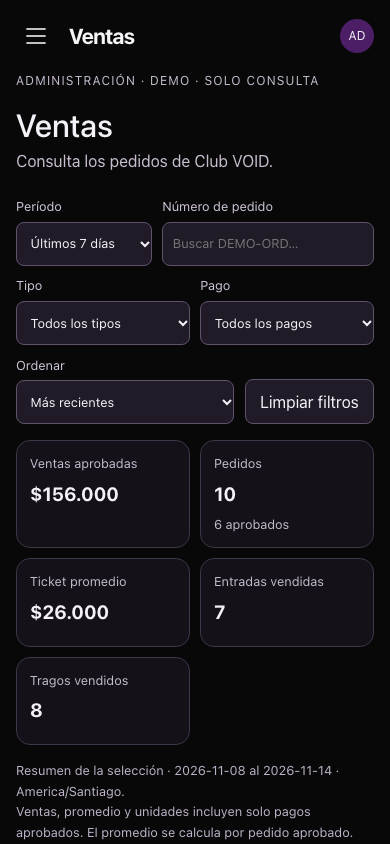 Ventas
AD
ADMINISTRACIÓN · DEMO · SOLO CONSULTA
Ventas
Consulta los pedidos de Club VOID.
Período
Número de pedido
Últimos 7 días
Buscar DEMO-ORD...
Tipo
Pago
Todos los tipos
Todos los pagos
Ordenar
Más recientes
Limpiar filtros
Ventas aprobadas
$156.000
Pedidos
10
6 aprobados
Ticket promedio
$26.000
Entradas vendidas
7
Tragos vendidos
8
Resumen de la selección · 2026-11-08 al 2026-11-14 ·
America/Santiago.
Ventas, promedio y unidades incluyen solo pagos
aprobados. El promedio se calcula por pedido aprobado.